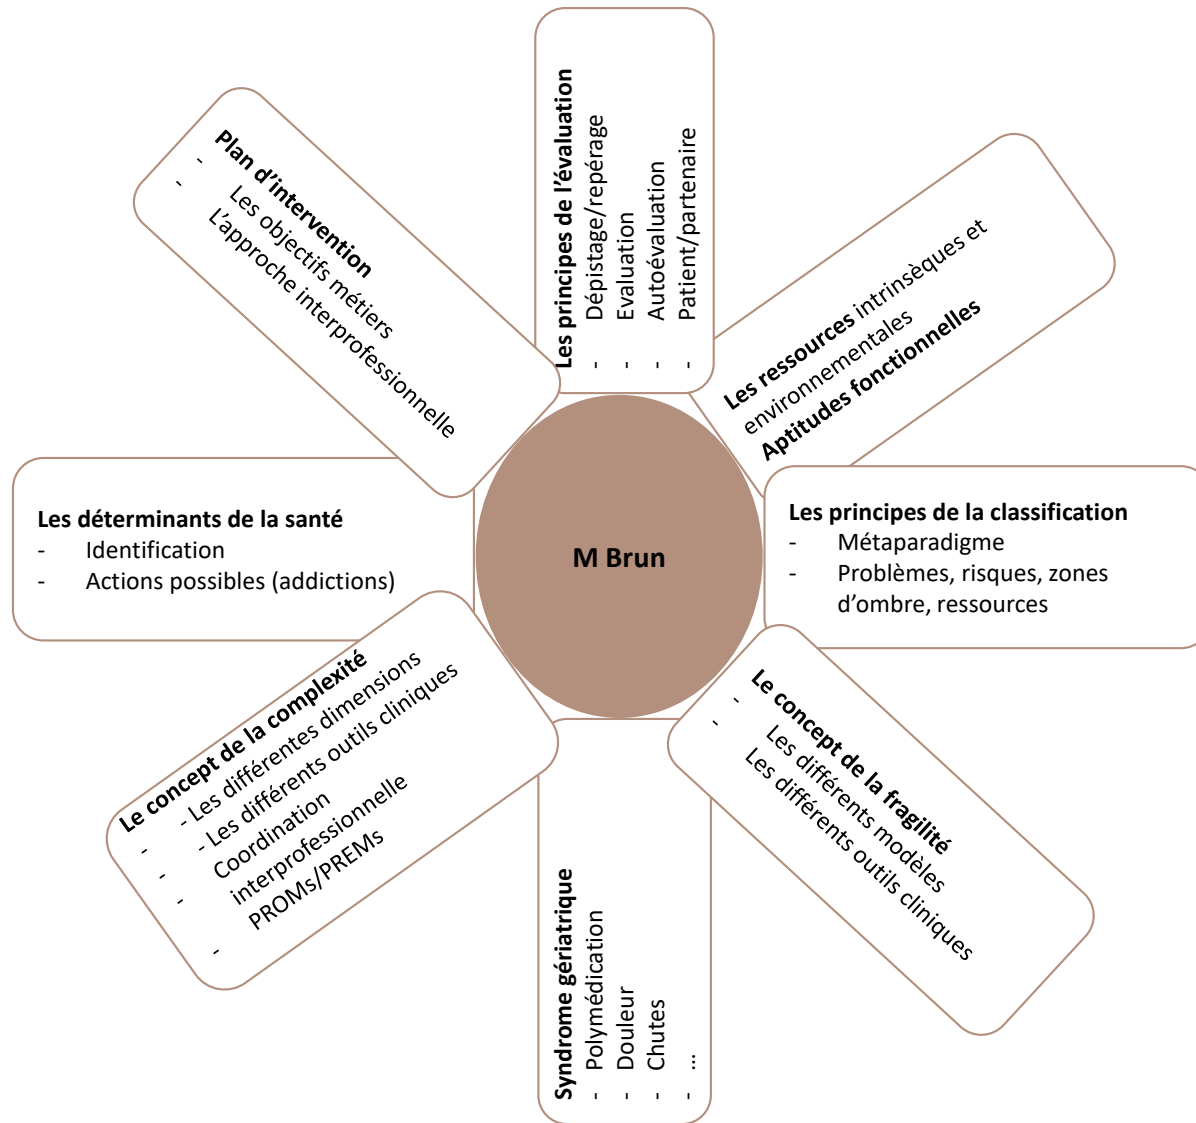 Les principes de l'évaluation
- Dépistage/repérage
- Evaluation
- Autoévaluation
- Patient/partenaire
Les ressources intrinsèques et
environnementales
Aptitudes fonctionnelles
Les principes de la classification
- Métaparadigme
- Problèmes, risques, zones
d'ombre, ressources
Le concept de la fragilité
- Les différents modèles
- Les différents outils cliniques
Syndrome gériatrique
- Polymédication
- Douleur
- Chutes
- ...
Le concept de la complexité
- - Les différentes dimensions
- - Les différents outils cliniques
- Coordination
interprofessionnelle
- PROMs/PREMs
Les déterminants de la santé
- Identification
- Actions possibles (addictions)
Plan d'intervention
- Les objectifs métiers
- L'approche interprofessionnelle
M Brun